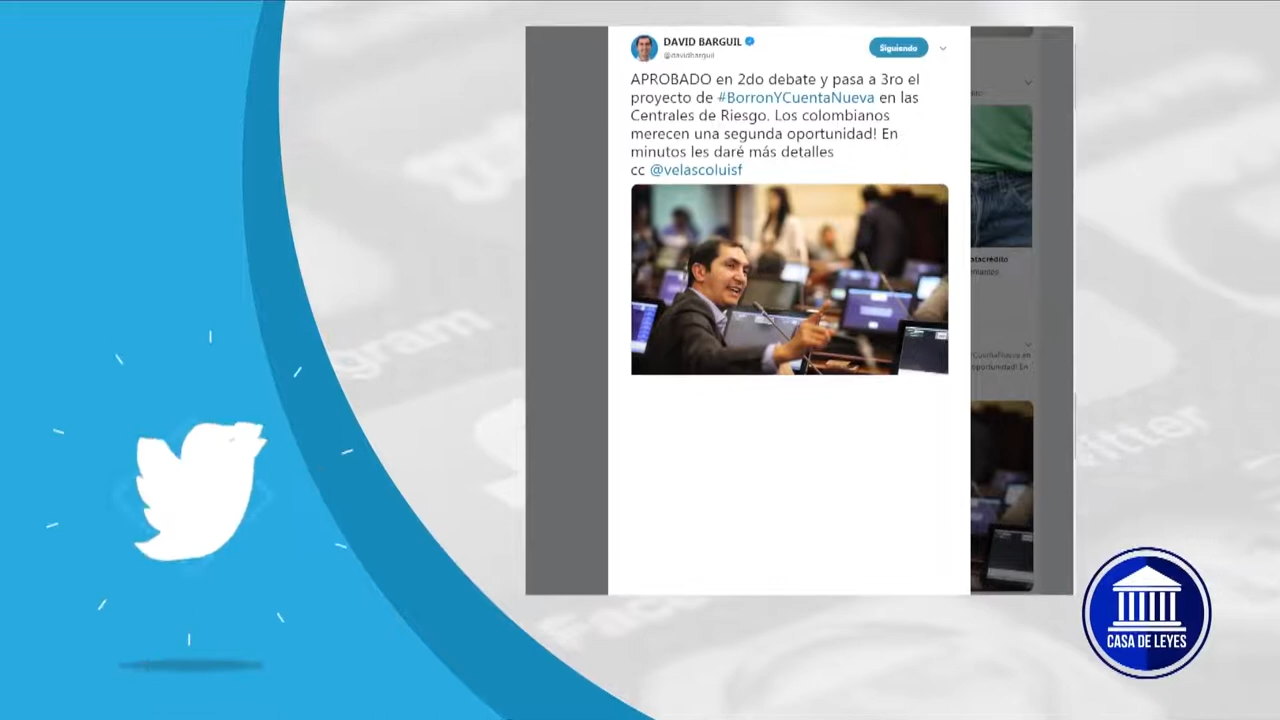 DAVID BARGUIL
@davidbarguil
Siguiendo
APROBADO en 2do debate y pasa a 3ro el
proyecto de #BorronYCuentaNueva en las
Centrales de Riesgo. Los colombianos
merecen una segunda oportunidad! En
minutos les daré más detalles
cc @velascoluisf
CASA DE LEYES